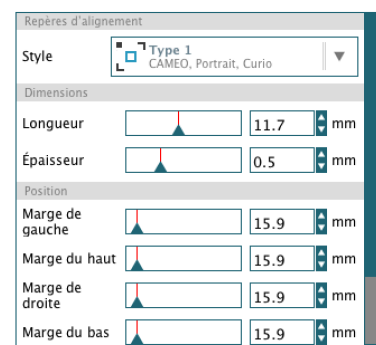 Repères d'alignement
Style
Type 1
CAMEO, Portrait, Curio
Dimensions
Longueur 11.7 mm
Épaisseur 0.5 mm
Position
Marge de gauche 15.9 mm
Marge du haut 15.9 mm
Marge de droite 15.9 mm
Marge du bas 15.9 mm